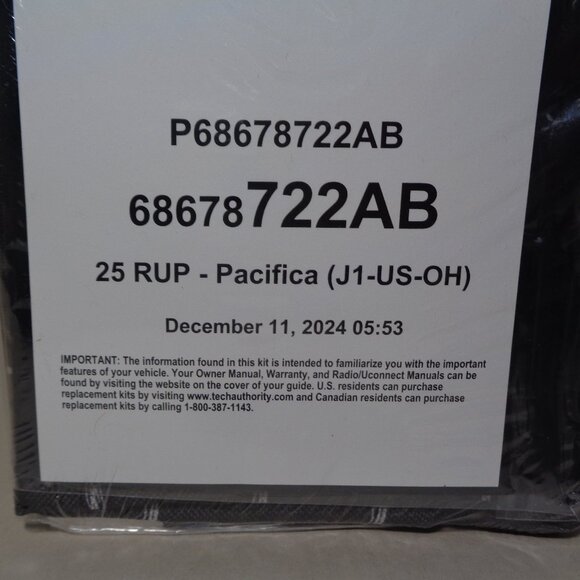 P68678722AB
68678722AB
25 RUP - Pacifica (J1-US-OH)
December 11, 2024 05:53
IMPORTANT: The information found in this kit is intended to familiarize you with the important
features of your vehicle. Your Owner Manual, Warranty, and Radio/Uconnect Manuals can be
found by visiting the website on the cover of your guide. U.S. residents can purchase
replacement kits by visiting www.techauthority.com and Canadian residents can purchase
replacement kits by calling 1-800-387-1143.